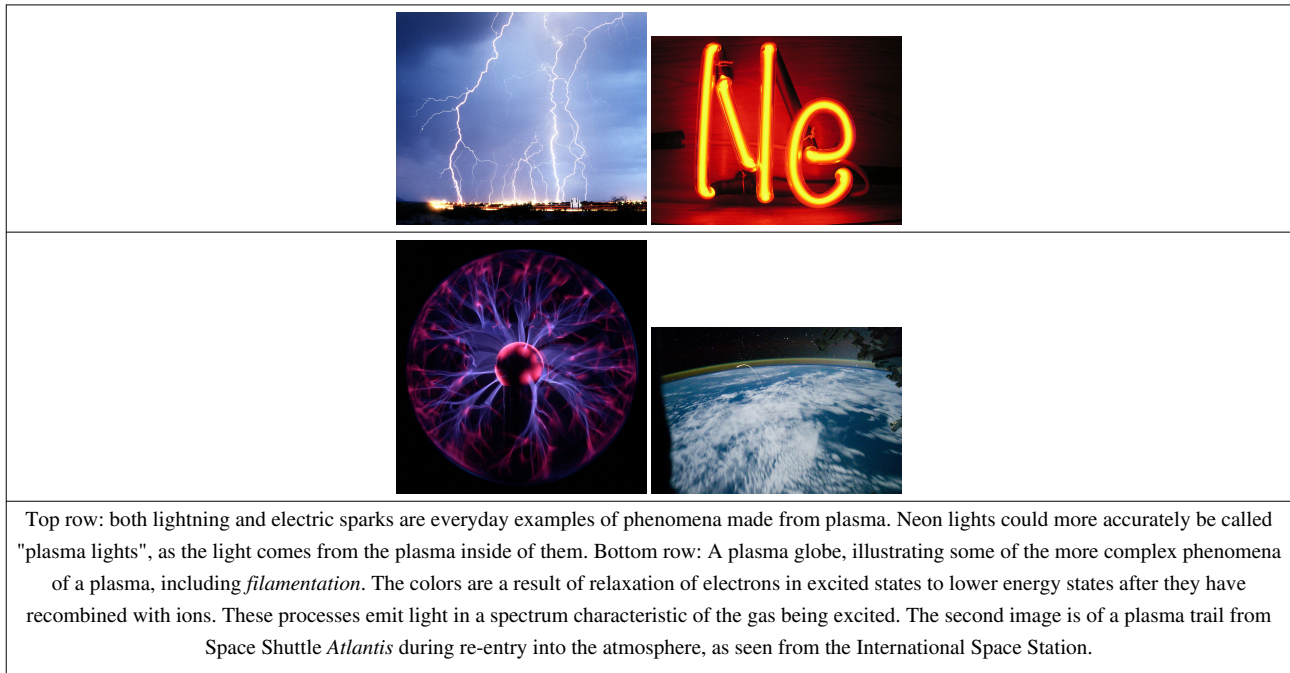 Ne
Top row: both lightning and electric sparks are everyday examples of phenomena made from plasma. Neon lights could more accurately be called
"plasma lights", as the light comes from the plasma inside of them. Bottom row: A plasma globe, illustrating some of the more complex phenomena
of a plasma, including filamentation. The colors are a result of relaxation of electrons in excited states to lower energy states after they have
recombined with ions. These processes emit light in a spectrum characteristic of the gas being excited. The second image is of a plasma trail from
Space Shuttle Atlantis during re-entry into the atmosphere, as seen from the International Space Station.